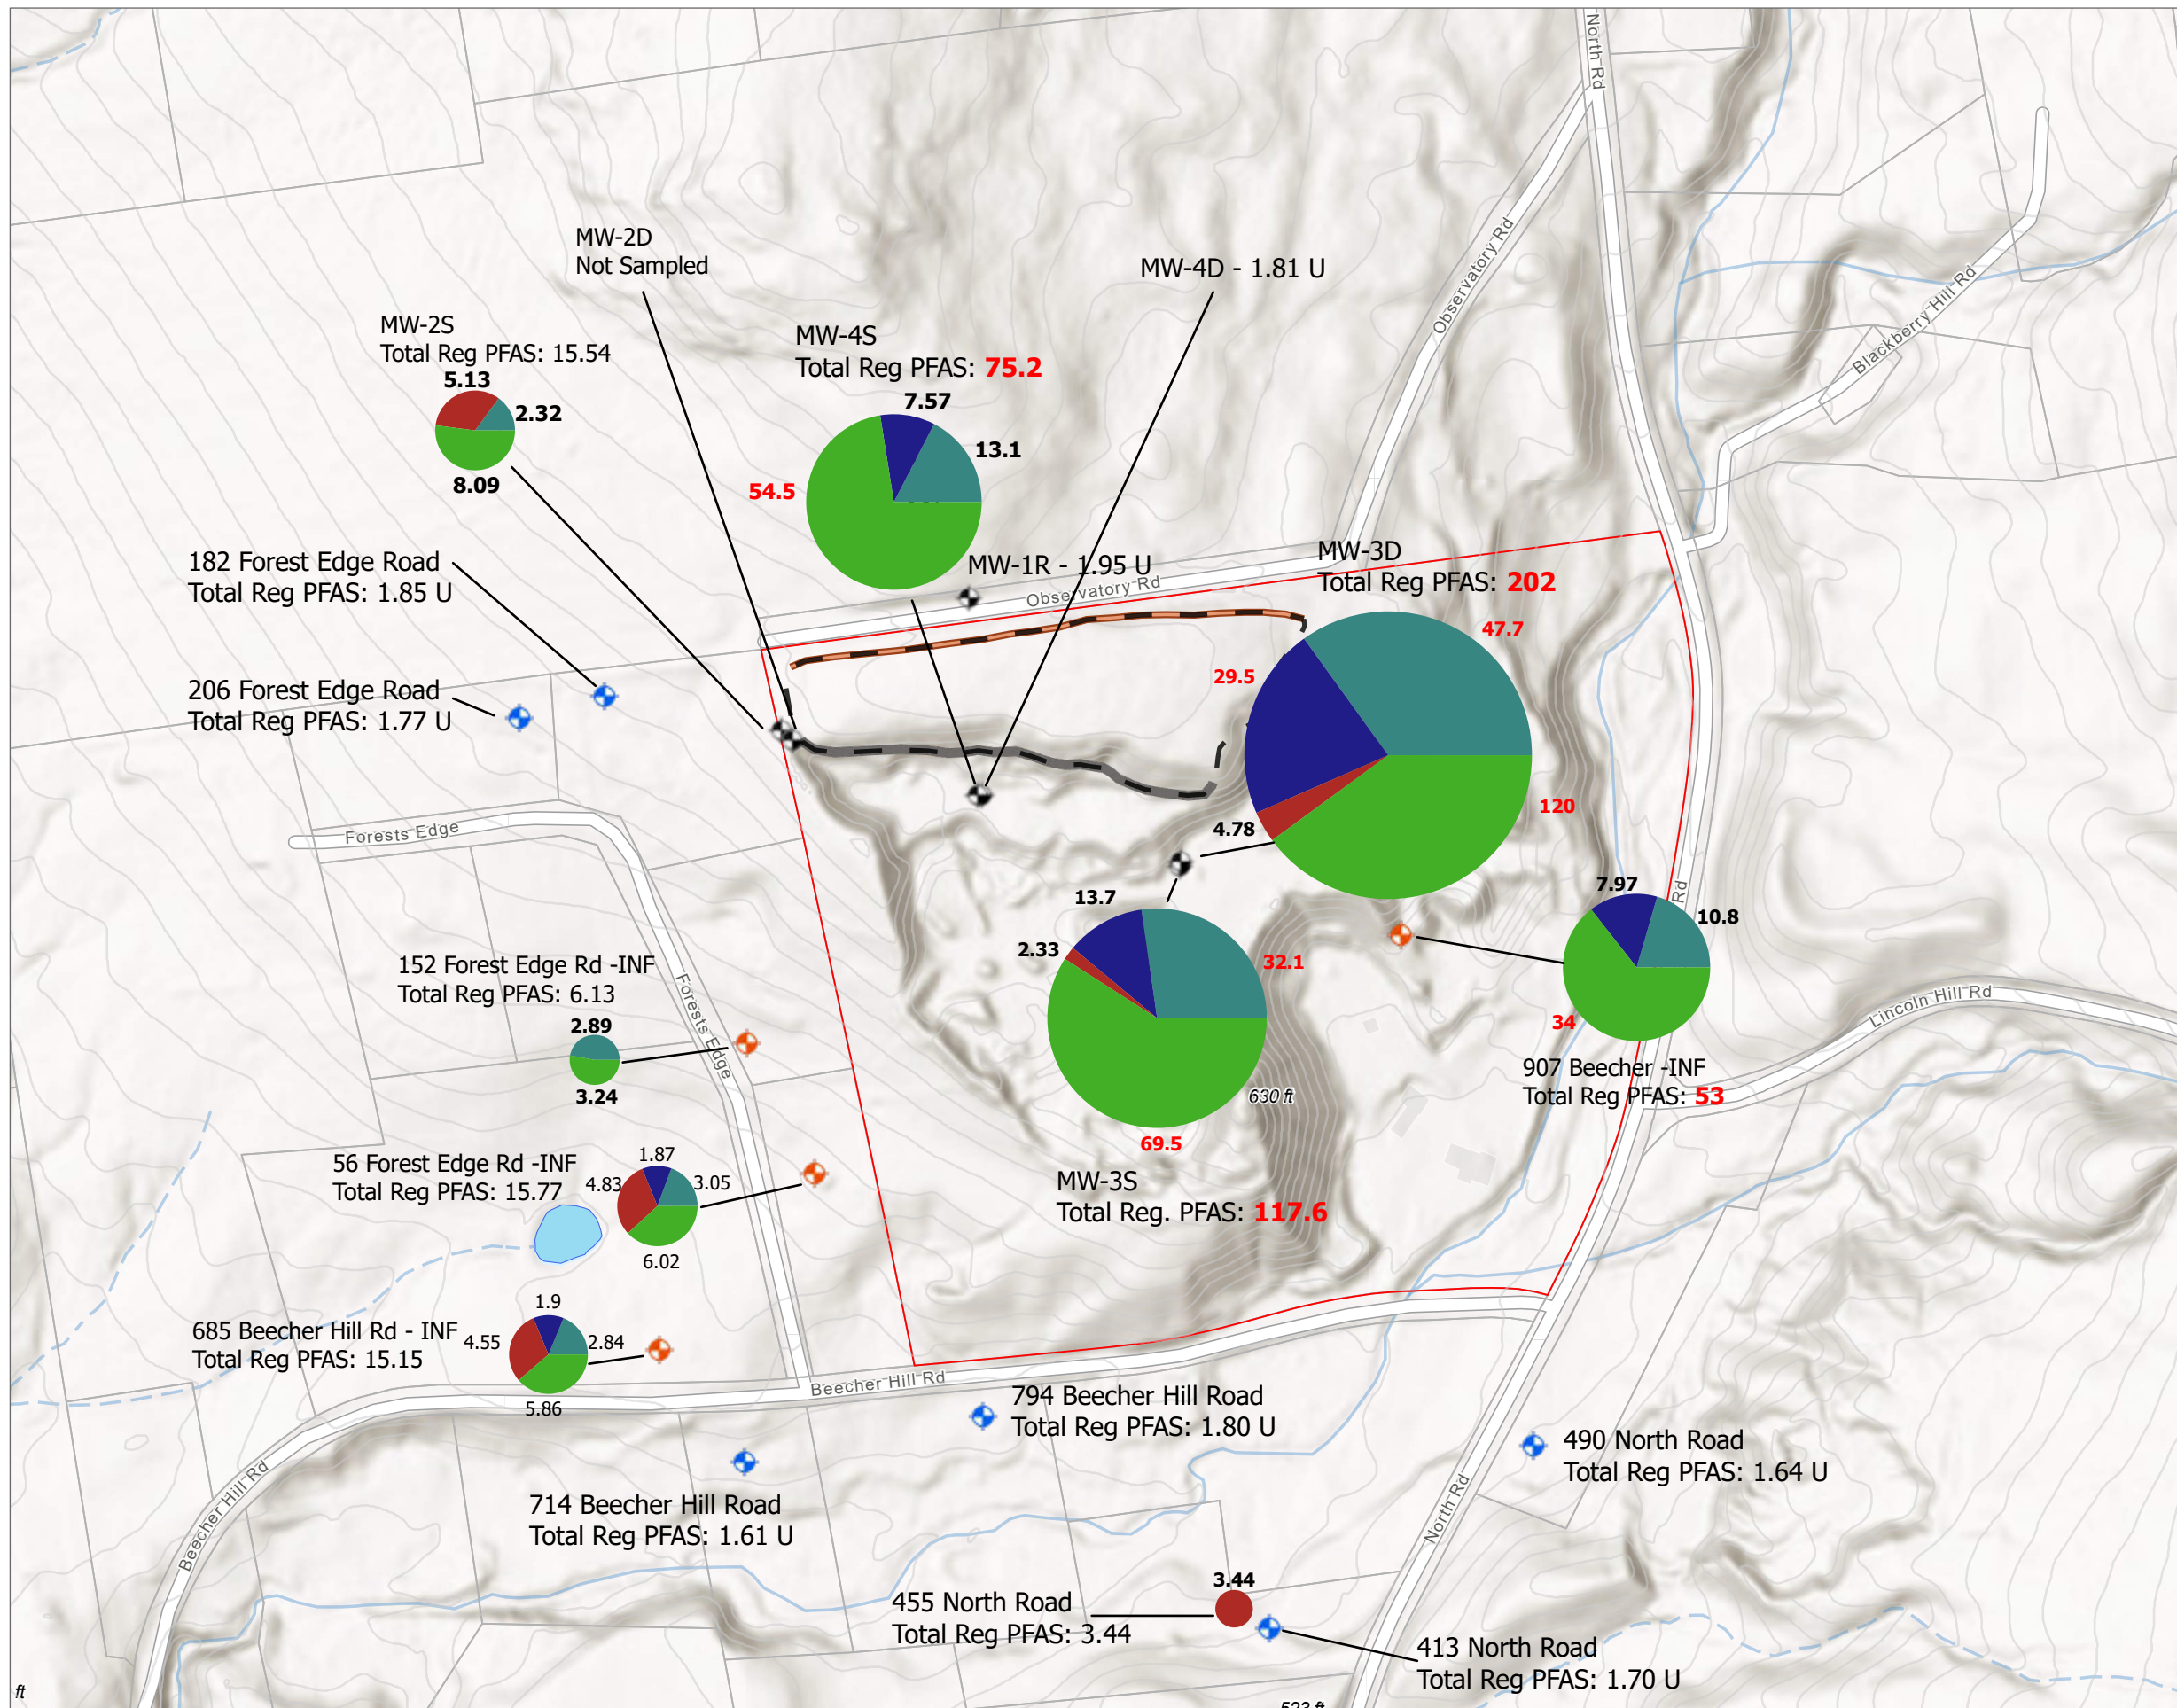 North Rd
MW-2D
Not Sampled
MW-4D - 1.81 U
Observatory Rd
Blackberry Hill Rd
MW-2S
Total Reg PFAS: 15.54
5.13
2.32
8.09
MW-4S
Total Reg PFAS: 75.2
7.57
13.1
54.5
MW-1R - 1.95 U
Observatory Rd
MW-3D
Total Reg PFAS: 202
47.7
29.5
120
4.78
182 Forest Edge Road
Total Reg PFAS: 1.85 U
206 Forest Edge Road
Total Reg PFAS: 1.77 U
Forests Edge
13.7
2.33
32.1
69.5
630 ft
MW-3S
Total Reg. PFAS: 117.6
Rd
7.97
10.8
34
907 Beecher -INF
Total Reg PFAS: 53
Lincoln Hill Rd
152 Forest Edge Rd -INF
Total Reg PFAS: 6.13
2.89
3.24
Forests Edge
56 Forest Edge Rd -INF
Total Reg PFAS: 15.77
1.87
4.83
3.05
6.02
685 Beecher Hill Rd - INF
Total Reg PFAS: 15.15
1.9
4.55
2.84
5.86
Beecher Hill Rd
794 Beecher Hill Road
Total Reg PFAS: 1.80 U
490 North Road
Total Reg PFAS: 1.64 U
Beecher Hill Rd
714 Beecher Hill Road
Total Reg PFAS: 1.61 U
North Rd
3.44
455 North Road
Total Reg PFAS: 3.44
413 North Road
Total Reg PFAS: 1.70 U
ft
523 ft